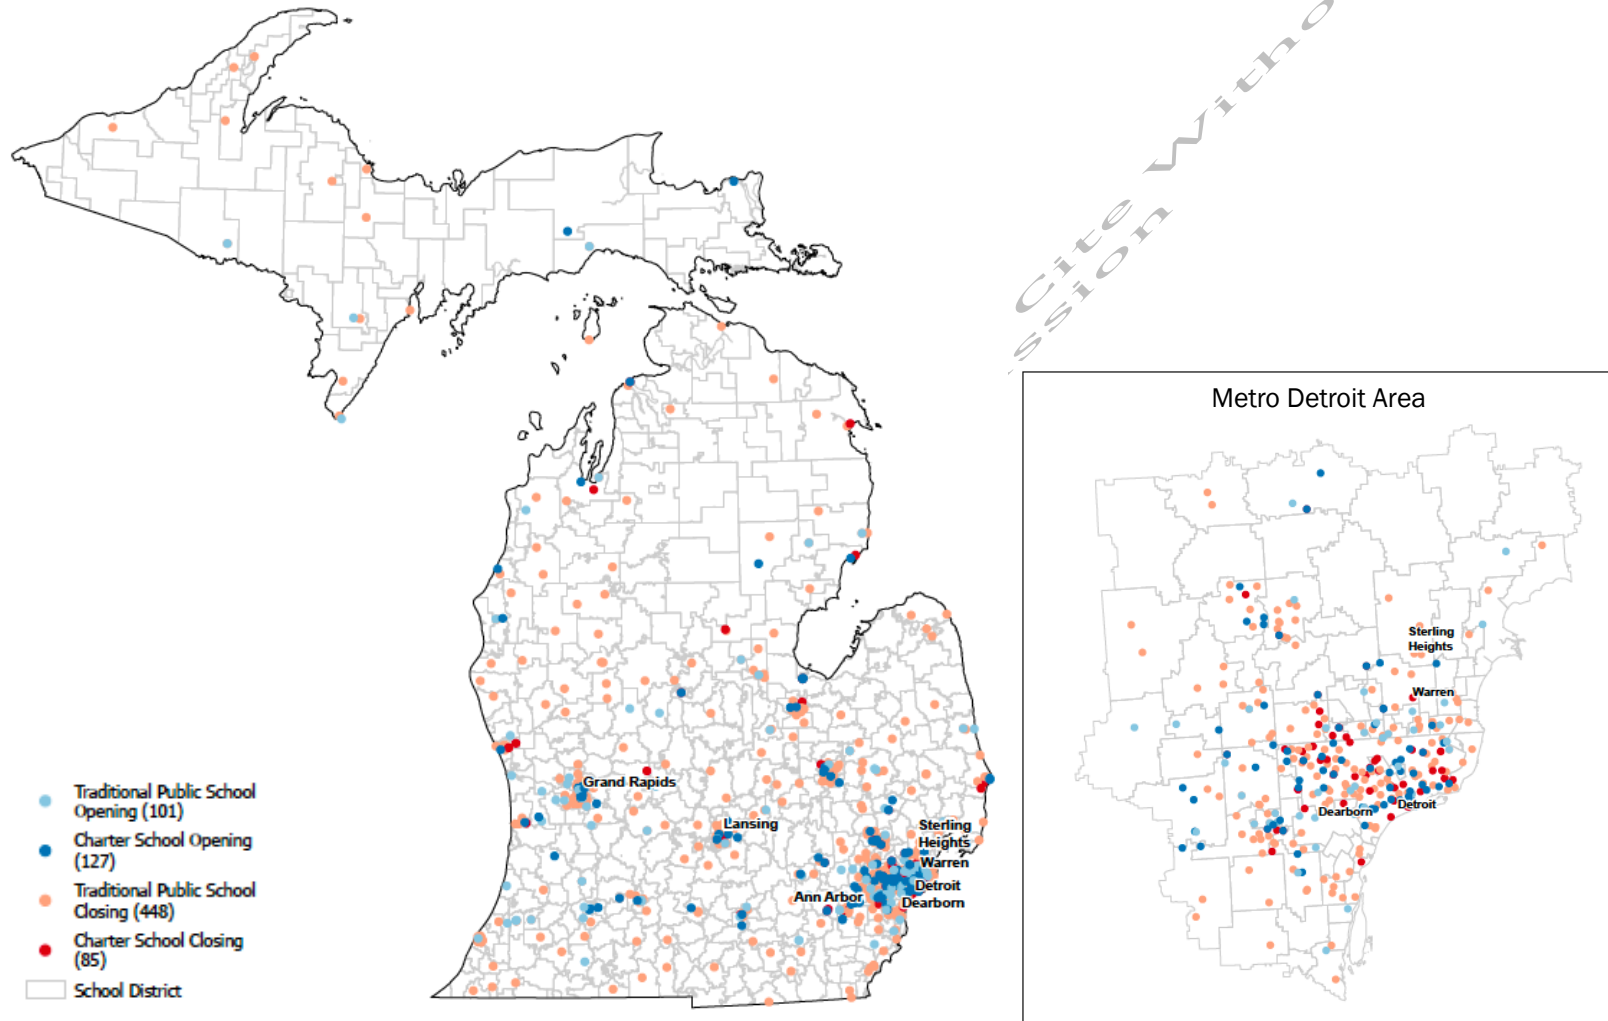 Cite Witho
ssion
Metro Detroit Area
Sterling
Heights
Warren
Dearborn
Detroit
Grand Rapids
Lansing
Sterling
Heights
Warren
Detroit
Ann Arbor
Dearborn
Traditional Public School
Opening (101)
Charter School Opening
(127)
Traditional Public School
Closing (448)
Charter School Closing
(85)
School District